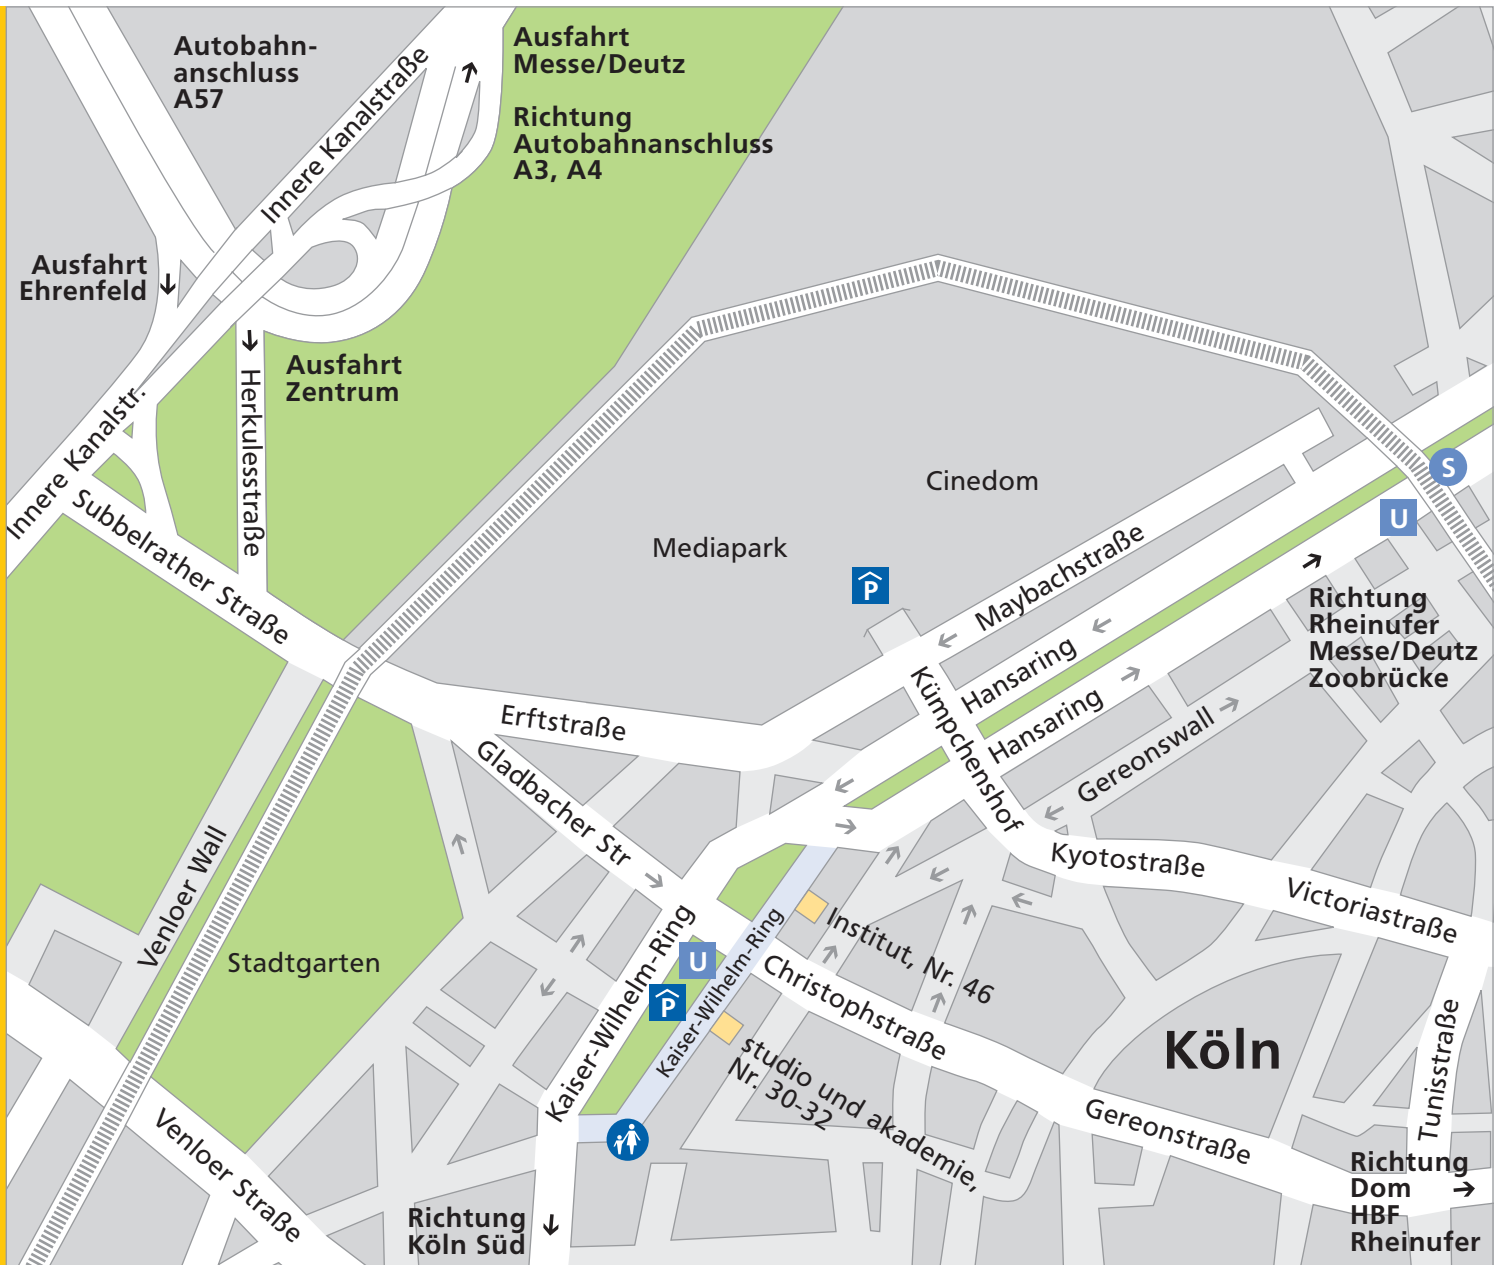 Autobahn-
anschluss
A57
Innere Kanalstraße
Ausfahrt
Messe/Deutz
Richtung
Autobahnanschluss
A3, A4
Ausfahrt
Ehrenfeld
Ausfahrt
Zentrum
Herkulesstraße
Innere Kanalstr.
Subbelrather Straße
Cinedom
Mediapark
P
S
U
Maybachstraße
Hansaring
Hansaring
Richtung
Rheinufer
Messe/Deutz
Zoobrücke
Kümpchenshof
Gereonswall
Erftstraße
Gladbacher Str
Kyotostraße
Victoriastraße
Venloer Wall
Stadtgarten
Kaiser-Wilhelm-Ring
U
P
Kaiser-Wilhelm-Ring
Institut, Nr. 46
Christophstraße
studio und akademie,
Nr. 30-32
Köln
Tunisstraße
Gereonstraße
Venloer Straße
Richtung
Köln Süd
Richtung
Dom
HBF
Rheinufer